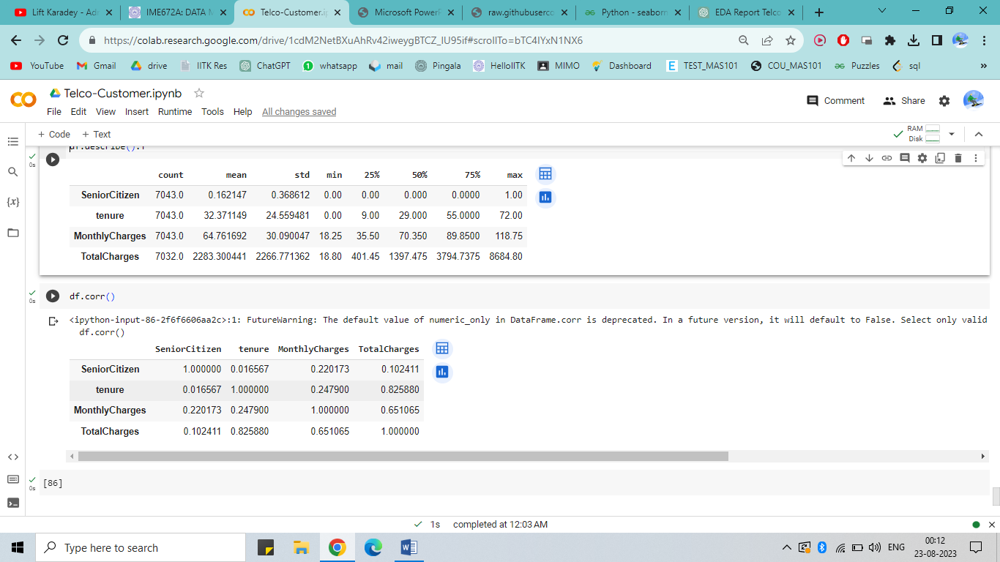 Lift Karadey - Ad
IME672A: DATA M
Telco-Customer.ip
Microsoft PowerP
raw.githubuserco
Python - seaborn
EDA Report Telco
https://colab.research.google.com/drive/1cdM2NetBXuAhRv42iweygBTCZ_IU95if#scrollTo=bTC4IYxN1NX6
YouTube Gmail drive IITK Res ChatGPT whatsapp mail Pingala HelloIITK MIMO Dashboard TEST_MAS101 COU_MAS101 Puzzles sql »
Telco-Customer.ipynb
File Edit View Insert Runtime Tools Help All changes saved
Comment Share
+ Code + Text
RAM
Disk
df.describe().T
0s
count mean std min 25% 50% 75% max
SeniorCitizen 7043.0 0.162147 0.368612 0.00 0.00 0.000 0.0000 1.00
tenure 7043.0 32.371149 24.559481 0.00 9.00 29.000 55.0000 72.00
MonthlyCharges 7043.0 64.761692 30.090047 18.25 35.50 70.350 89.8500 118.75
TotalCharges 7032.0 2283.300441 2266.771362 18.80 401.45 1397.475 3794.7375 8684.80
0s
df.corr()
<ipython-input-86-2f6f6606aa2c>:1: FutureWarning: The default value of numeric_only in DataFrame.corr is deprecated. In a future version, it will default to False. Select only valid
df.corr()
SeniorCitizen tenure MonthlyCharges TotalCharges
SeniorCitizen 1.000000 0.016567 0.220173 0.102411
tenure 0.016567 1.000000 0.247900 0.825880
MonthlyCharges 0.220173 0.247900 1.000000 0.651065
TotalCharges 0.102411 0.825880 0.651065 1.000000
0s
[86]
1s completed at 12:03 AM
Type here to search
ENG
00:12
23-08-2023